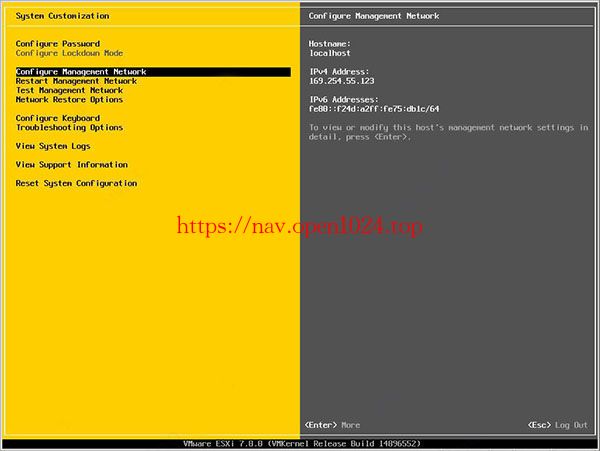 System Customization
Configure Password
Configure Lockdown Mode
Configure Management Network
Restart Management Network
Test Management Network
Network Restore Options
Configure Keyboard
Troubleshooting Options
View System Logs
View Support Information
Reset System Configuration
Configure Management Network
Hostname:
localhost
IPv4 Address:
169.254.55.123
IPv6 Addresses:
fe80::f24d:a2ff:fe75:db1c/64
To view or modify this host's management network settings in
detail, press <Enter>.
https://nav.open1024.top
<Enter> More
<Esc> Log Out
VMware ESXi 7.0.0 (VMKernel Release Build 14896552)